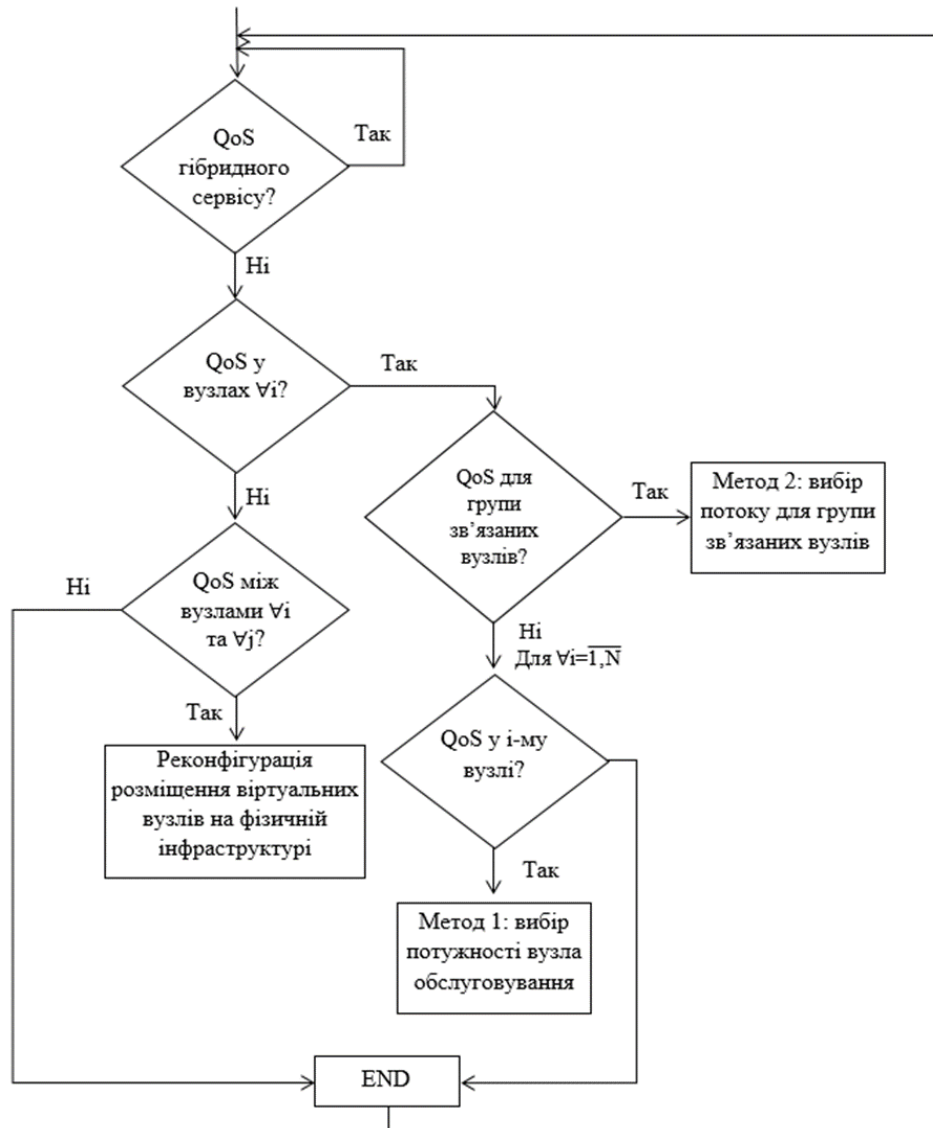 QoS
гібридного
сервісу?
Так
Ні
QoS у
вузлах ∀i?
Так
Ні
QoS для
групи
зв’язаних
вузлів?
Так
Метод 2: вибір
потоку для групи
зв’язаних вузлів
Ні
QoS між
вузлами ∀i
та ∀j?
Ні
Для ∀i=1,N
Так
QoS у і-му
вузлі?
Реконфігурація
розміщення віртуальних
вузлів на фізичній
інфраструктурі
Так
Метод 1: вибір
потужності вузла
обслуговування
END